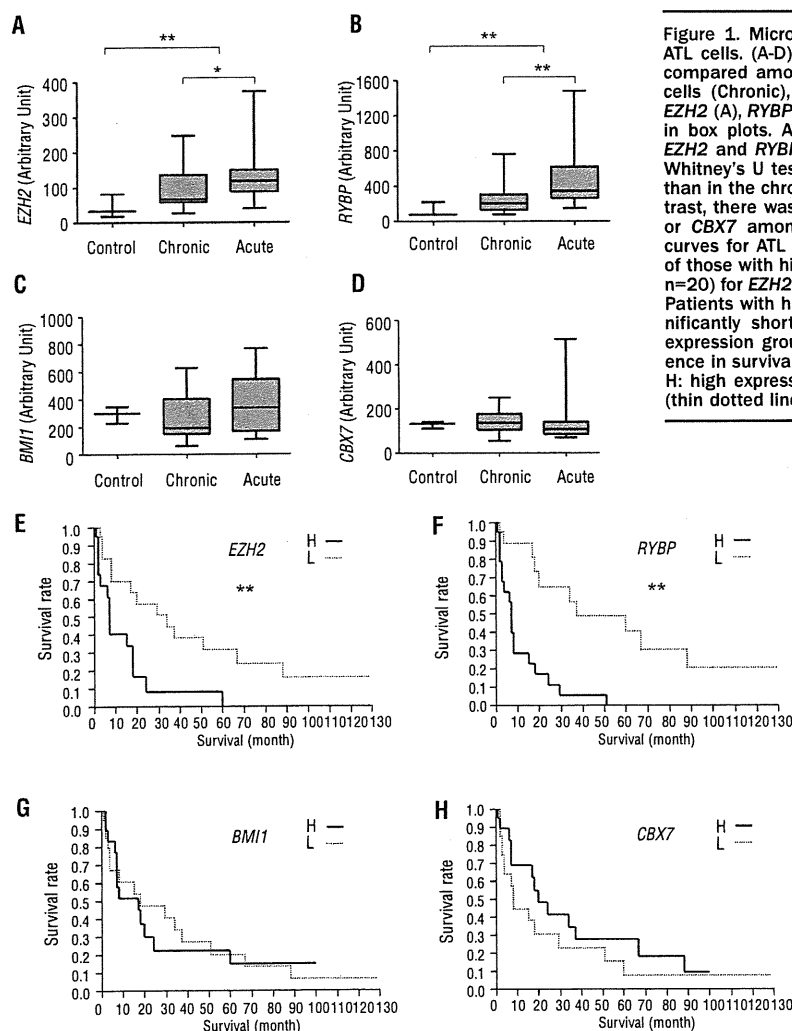 A
**
*
EZH2 (Arbitrary Unit)
400
300
200
100
0
Control Chronic Acute
B
**
**
RYBP (Arbitrary Unit)
1600
1200
800
400
0
Control Chronic Acute
Figure 1. Micro
ATL cells. (A-D)
compared amo
cells (Chronic),
EZH2 (A), RYBP
in box plots. A
EZH2 and RYBP
Whitney's U tes
than in the chro
trast, there was
or CBX7 amon
curves for ATL
of those with hi
n=20) for EZH2
Patients with h
nificantly short
expression grou
ence in survival
H: high express
(thin dotted line
C
BMI1 (Arbitrary Unit)
1000
800
600
400
200
0
Control Chronic Acute
D
CBX7 (Arbitrary Unit)
600
400
200
0
Control Chronic Acute
E
Survival rate
1.0
0.9
0.8
0.7
0.6
0.5
0.4
0.3
0.2
0.1
0.0
EZH2
**
H
L
0 10 20 30 40 50 60 70 80 90 100110120130
Survival (month)
F
Survival rate
1.0
0.9
0.8
0.7
0.6
0.5
0.4
0.3
0.2
0.1
0.0
RYBP
**
H
L
0 10 20 30 40 50 60 70 80 90 100110120130
Survival (month)
G
Survival rate
1.0
0.9
0.8
0.7
0.6
0.5
0.4
0.3
0.2
0.1
0.0
BMI1
H
L
0 10 20 30 40 50 60 70 80 90 100110120130
Survival (month)
H
Survival rate
1.0
0.9
0.8
0.7
0.6
0.5
0.4
0.3
0.2
0.1
0.0
CBX7
H
L
0 10 20 30 40 50 60 70 80 90 100110120130
Survival (month)